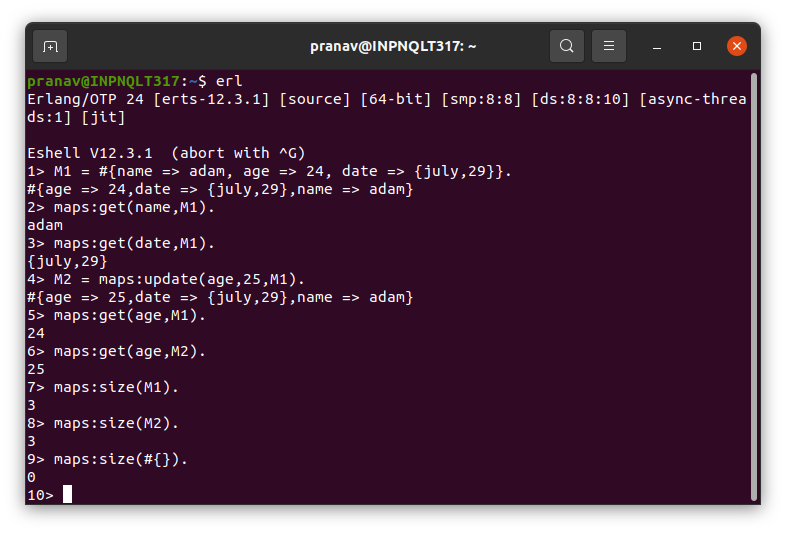 pranav@INPNQLT317: ~
pranav@INPNQLT317:~$ erl
Erlang/OTP 24 [erts-12.3.1] [source] [64-bit] [smp:8:8] [ds:8:8:10] [async-threa
ds:1] [jit]
Eshell V12.3.1  (abort with ^G)
1> M1 = #{name => adam, age => 24, date => {july,29}}.
#{age => 24,date => {july,29},name => adam}
2> maps:get(name,M1).
adam
3> maps:get(date,M1).
{july,29}
4> M2 = maps:update(age,25,M1).
#{age => 25,date => {july,29},name => adam}
5> maps:get(age,M1).
24
6> maps:get(age,M2).
25
7> maps:size(M1).
3
8> maps:size(M2).
3
9> maps:size(#{}).
0
10>